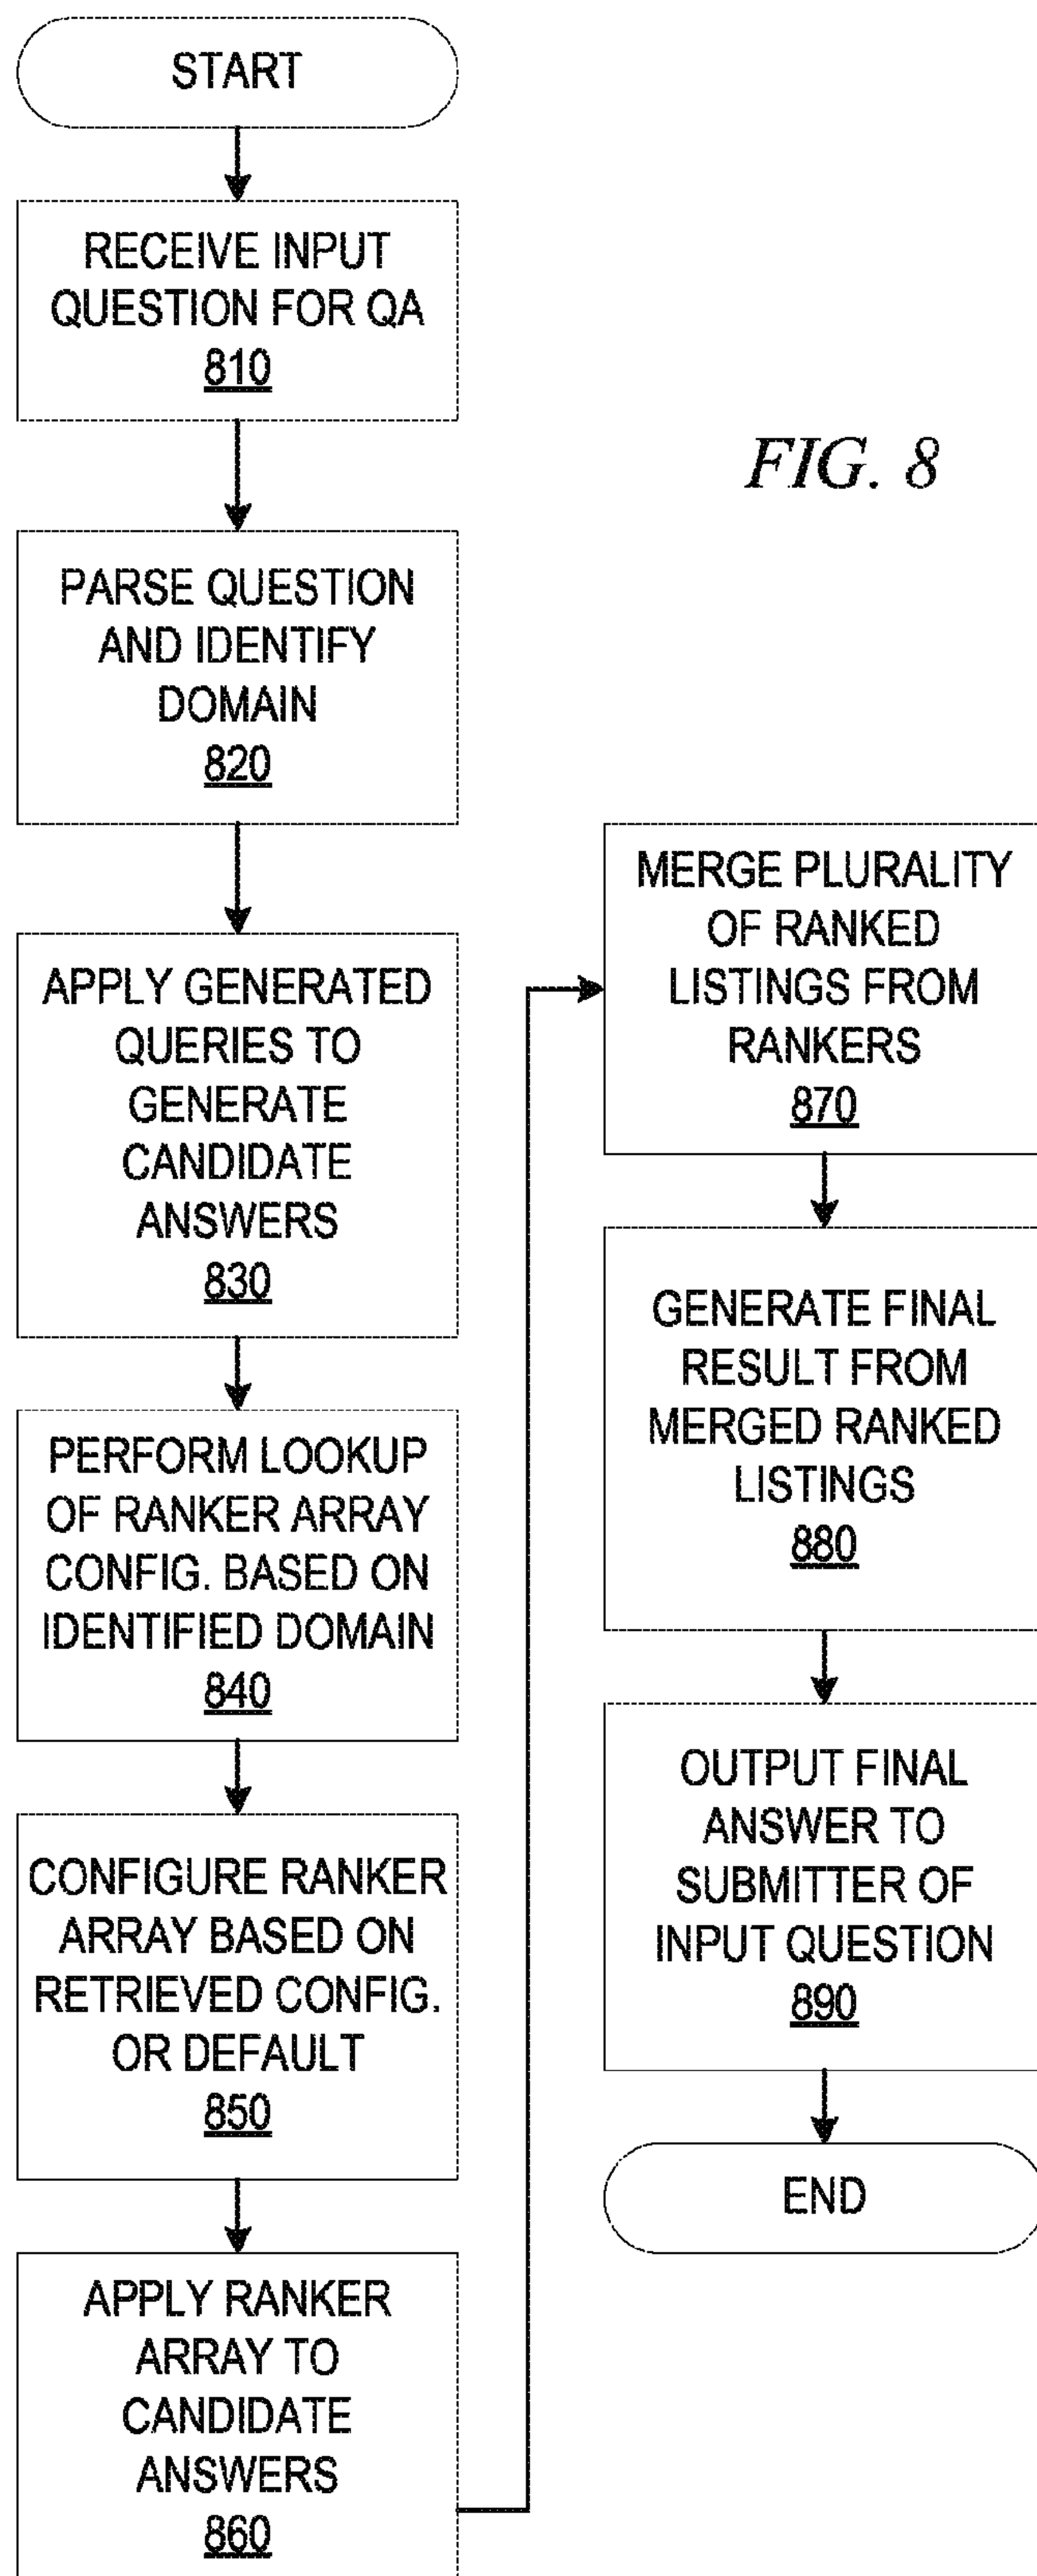 START
RECEIVE INPUT
QUESTION FOR QA
810
PARSE QUESTION
AND IDENTIFY
DOMAIN
820
APPLY GENERATED
QUERIES TO
GENERATE
CANDIDATE
ANSWERS
830
PERFORM LOOKUP
OF RANKER ARRAY
CONFIG. BASED ON
IDENTIFIED DOMAIN
840
CONFIGURE RANKER
ARRAY BASED ON
RETRIEVED CONFIG.
OR DEFAULT
850
APPLY RANKER
ARRAY TO
CANDIDATE
ANSWERS
860
FIG. 8
MERGE PLURALITY
OF RANKED
LISTINGS FROM
RANKERS
870
GENERATE FINAL
RESULT FROM
MERGED RANKED
LISTINGS
880
OUTPUT FINAL
ANSWER TO
SUBMITTER OF
INPUT QUESTION
890
END